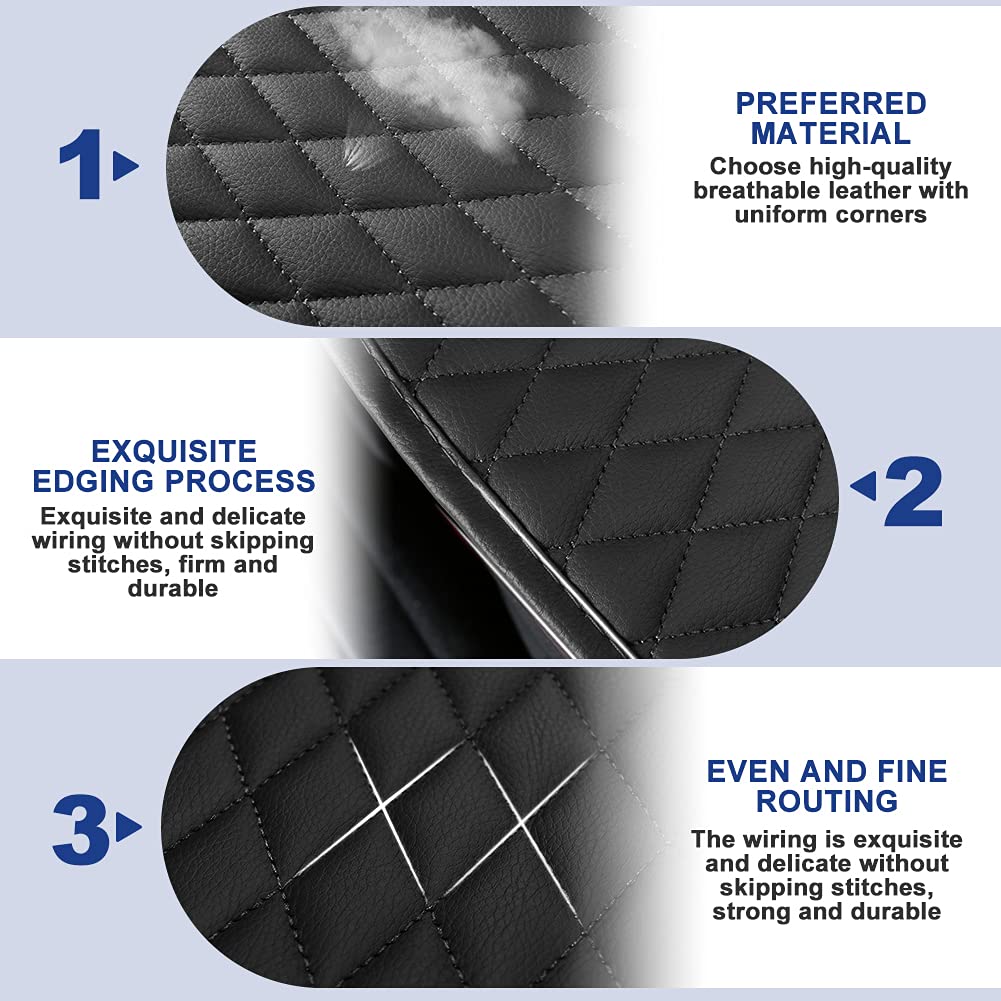 1
PREFERRED
MATERIAL
Choose high-quality
breathable leather with
uniform corners
EXQUISITE
EDGING PROCESS
Exquisite and delicate
wiring without skipping
stitches, firm and
durable
2
3
EVEN AND FINE
ROUTING
The wiring is exquisite
and delicate without
skipping stitches,
strong and durable